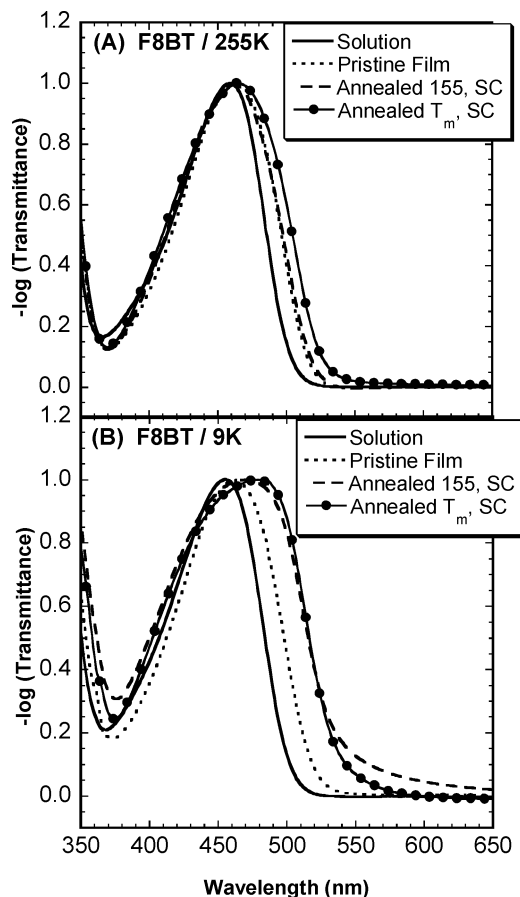 (A) F8BT / 255K
Solution
Pristine Film
Annealed 155, SC
Annealed Tm, SC
-log (Transmittance)
1.2
1.0
0.8
0.6
0.4
0.2
0.0
(B) F8BT / 9K
Solution
Pristine Film
Annealed 155, SC
Annealed Tm, SC
-log (Transmittance)
1.2
1.0
0.8
0.6
0.4
0.2
0.0
350 400 450 500 550 600 650
Wavelength (nm)